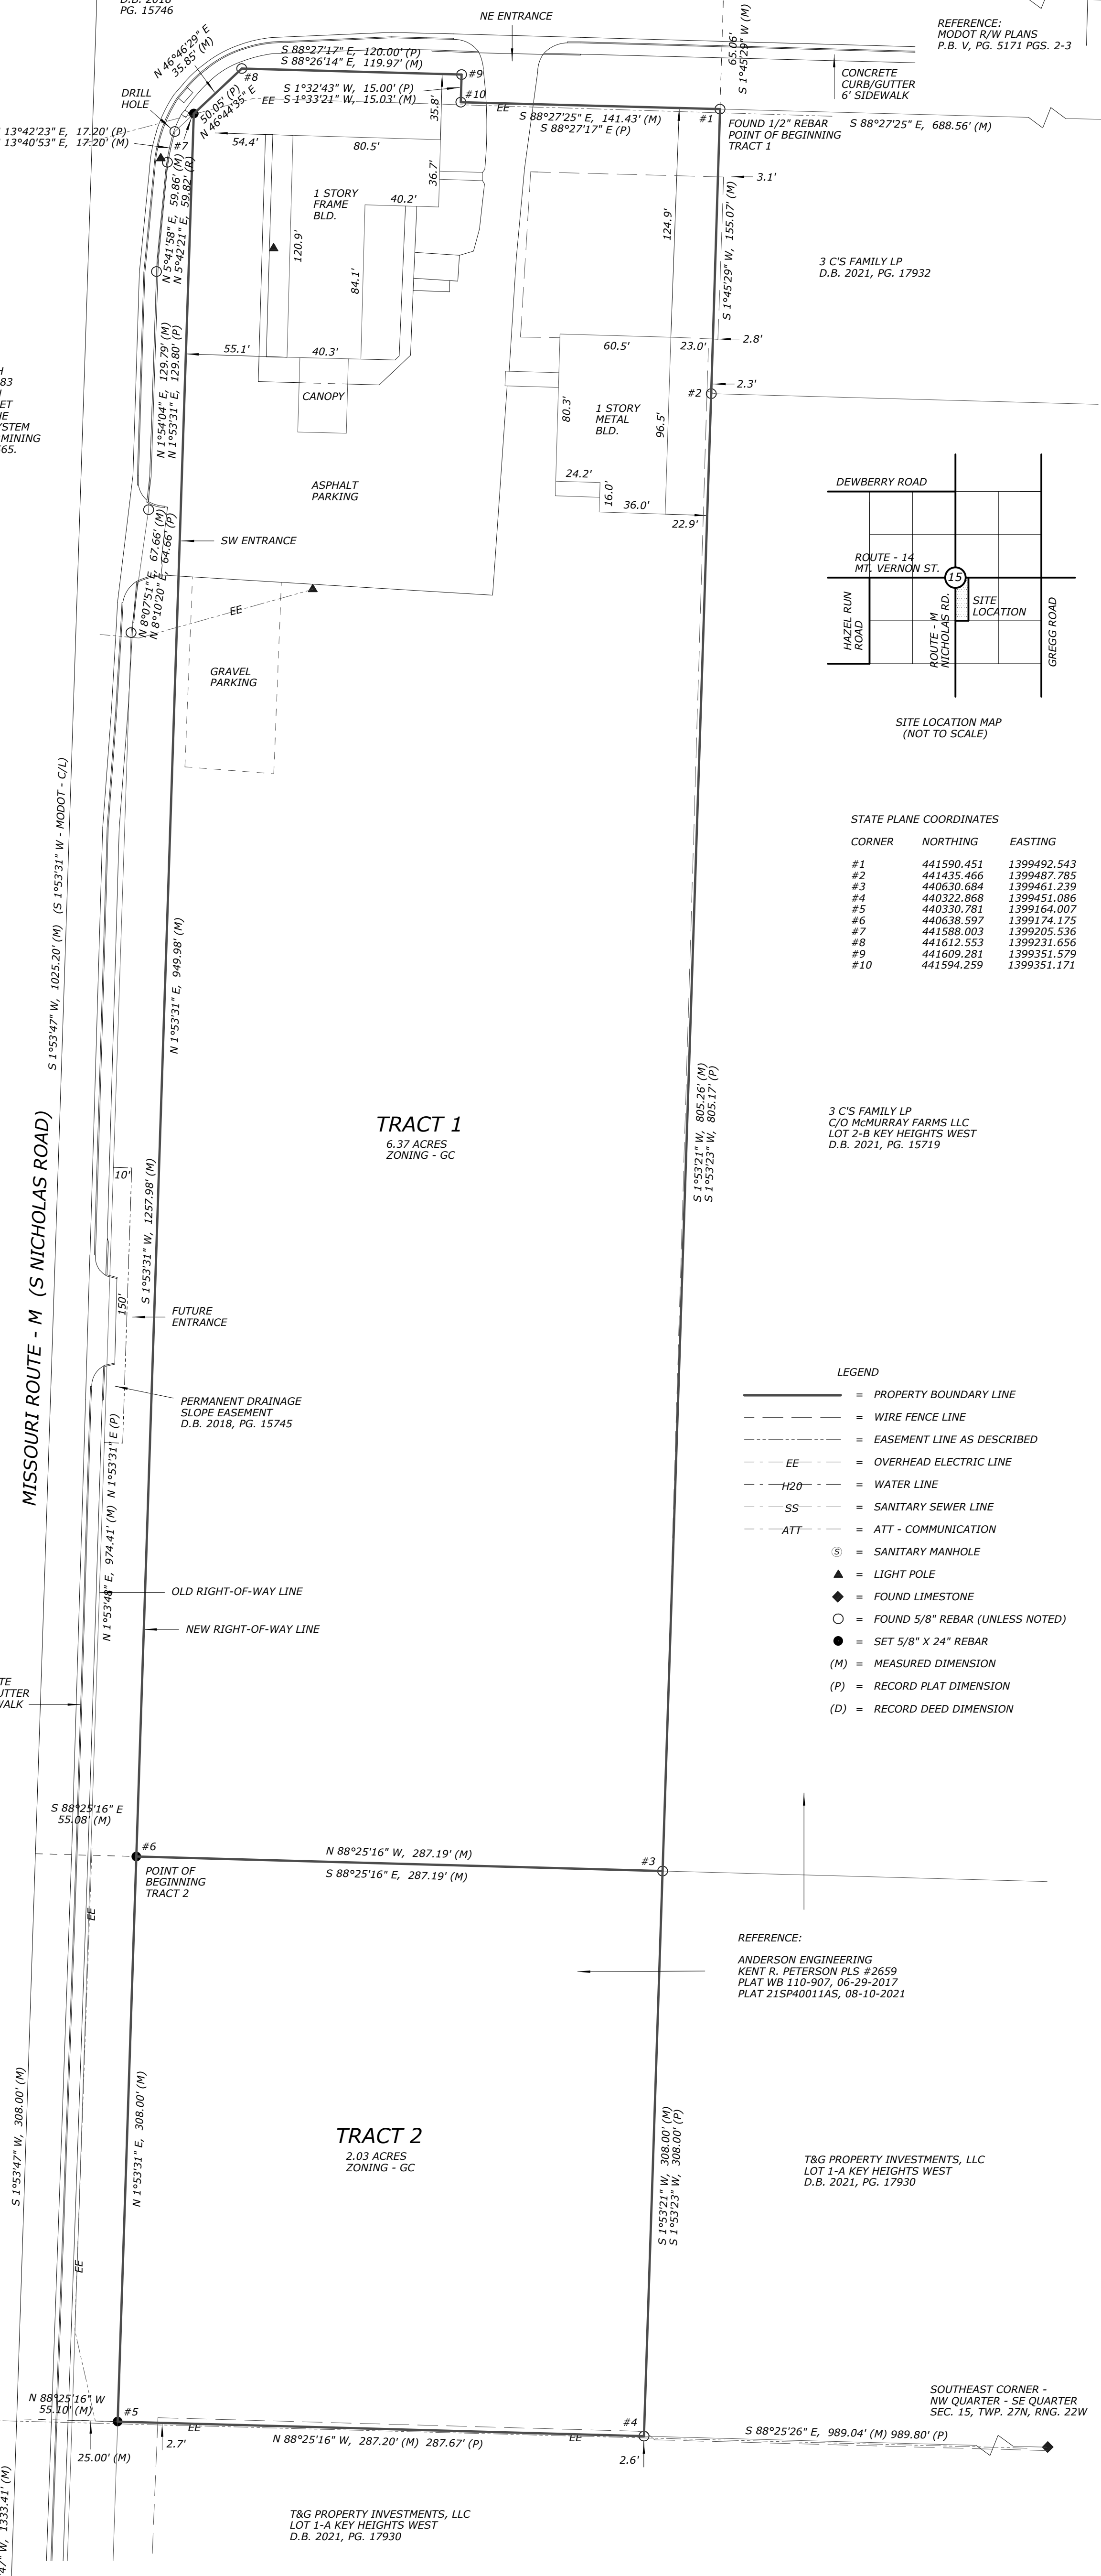 D.B. 2018
PG. 15746
NE ENTRANCE
65.06'
S 1°45'29" W (M)
REFERENCE:
MODOT R/W PLANS
P.B. V, PG. 5171 PGS. 2-3
N 46°46'29" E
35.85' (M)
S 88°27'17" E, 120.00' (P)
S 88°26'14" E, 119.97' (M)
#8
#9
#10
CONCRETE
CURB/GUTTER
6' SIDEWALK
DRILL
HOLE
50.05' (P)
N 46°44'35" E
EE
S 1°32'43" W, 15.00' (P)
S 1°33'21" W, 15.03' (M)
35.8'
EE
S 88°27'25" E, 141.43' (M)
S 88°27'17" E (P)
#1
FOUND 1/2" REBAR
POINT OF BEGINNING
TRACT 1
S 88°27'25" E, 688.56' (M)
13°42'23" E, 17.20' (P)
13°40'53" E, 17.20' (M)
#7
54.4'
80.5'
36.7'
3.1'
N 5°41'58" E, 59.86' (M)
N 5°42'21" E, 59.82' (R)
1 STORY
FRAME
BLD.
40.2'
124.9'
S 1°45'29" W, 155.07' (M)
120.9'
84.1'
3 C'S FAMILY LP
D.B. 2021, PG. 17932
N 1°54'04" E, 129.79' (M)
N 1°53'31" E, 129.80' (P)
55.1'
40.3'
60.5'
23.0'
2.8'
H
83
ET
NE
YSTEM
MINING
65.
CANOPY
2.3'
#2
80.3'
1 STORY
METAL
BLD.
96.5'
24.2'
16.0'
36.0'
22.9'
ASPHALT
PARKING
SW ENTRANCE
N 8°07'51" E, 67.66' (M)
N 8°10'20" E, 64.66' (P)
EE
GRAVEL
PARKING
DEWBERRY ROAD
ROUTE - 14
MT. VERNON ST.
15
SITE
LOCATION
HAZEL RUN
ROAD
ROUTE - M
NICHOLAS RD.
GREGG ROAD
SITE LOCATION MAP
(NOT TO SCALE)
STATE PLANE COORDINATES
CORNER NORTHING EASTING
#1 441590.451 1399492.543
#2 441435.466 1399487.785
#3 440630.684 1399461.239
#4 440322.868 1399451.086
#5 440330.781 1399164.007
#6 440638.597 1399174.175
#7 441588.003 1399205.536
#8 441612.553 1399231.656
#9 441609.281 1399351.579
#10 441594.259 1399351.171
S 1°53'47" W, 1025.20' (M) (S 1°53'31" W - MODOT - C/L)
N 1°53'31" E, 949.98' (M)
S 1°53'21" W, 805.26' (M)
S 1°53'23" W, 805.17' (P)
TRACT 1
6.37 ACRES
ZONING - GC
3 C'S FAMILY LP
C/O McMURRAY FARMS LLC
LOT 2-B KEY HEIGHTS WEST
D.B. 2021, PG. 15719
MISSOURI ROUTE - M (S NICHOLAS ROAD)
10'
S 1°53'31" W, 1257.98' (M)
150'
FUTURE
ENTRANCE
PERMANENT DRAINAGE
SLOPE EASEMENT
D.B. 2018, PG. 15745
LEGEND
= PROPERTY BOUNDARY LINE
= WIRE FENCE LINE
= EASEMENT LINE AS DESCRIBED
EE = OVERHEAD ELECTRIC LINE
H20 = WATER LINE
SS = SANITARY SEWER LINE
ATT = ATT - COMMUNICATION
S = SANITARY MANHOLE
= LIGHT POLE
= FOUND LIMESTONE
= FOUND 5/8" REBAR (UNLESS NOTED)
= SET 5/8" X 24" REBAR
(M) = MEASURED DIMENSION
(P) = RECORD PLAT DIMENSION
(D) = RECORD DEED DIMENSION
N 1°53'48" E, 974.41' (M) N 1°53'31" E (P)
OLD RIGHT-OF-WAY LINE
NEW RIGHT-OF-WAY LINE
TE
UTTER
WALK
S 88°25'16" E
55.08' (M)
#6
POINT OF
BEGINNING
TRACT 2
N 88°25'16" W, 287.19' (M)
S 88°25'16" E, 287.19' (M)
#3
EE
REFERENCE:
ANDERSON ENGINEERING
KENT R. PETERSON PLS #2659
PLAT WB 110-907, 06-29-2017
PLAT 21SP40011AS, 08-10-2021
S 1°53'47" W, 308.00' (M)
N 1°53'31" E, 308.00' (M)
S 1°53'21" W, 308.00' (M)
S 1°53'23" W, 308.00' (P)
TRACT 2
2.03 ACRES
ZONING - GC
T&G PROPERTY INVESTMENTS, LLC
LOT 1-A KEY HEIGHTS WEST
D.B. 2021, PG. 17930
EE
N 88°25'16" W
55.10' (M)
#5
EE
2.7'
25.00' (M)
N 88°25'16" W, 287.20' (M) 287.67' (P)
EE
#4
2.6'
S 88°25'26" E, 989.04' (M) 989.80' (P)
SOUTHEAST CORNER -
NW QUARTER - SE QUARTER
SEC. 15, TWP. 27N, RNG. 22W
47" W, 1333.41' (M)
T&G PROPERTY INVESTMENTS, LLC
LOT 1-A KEY HEIGHTS WEST
D.B. 2021, PG. 17930